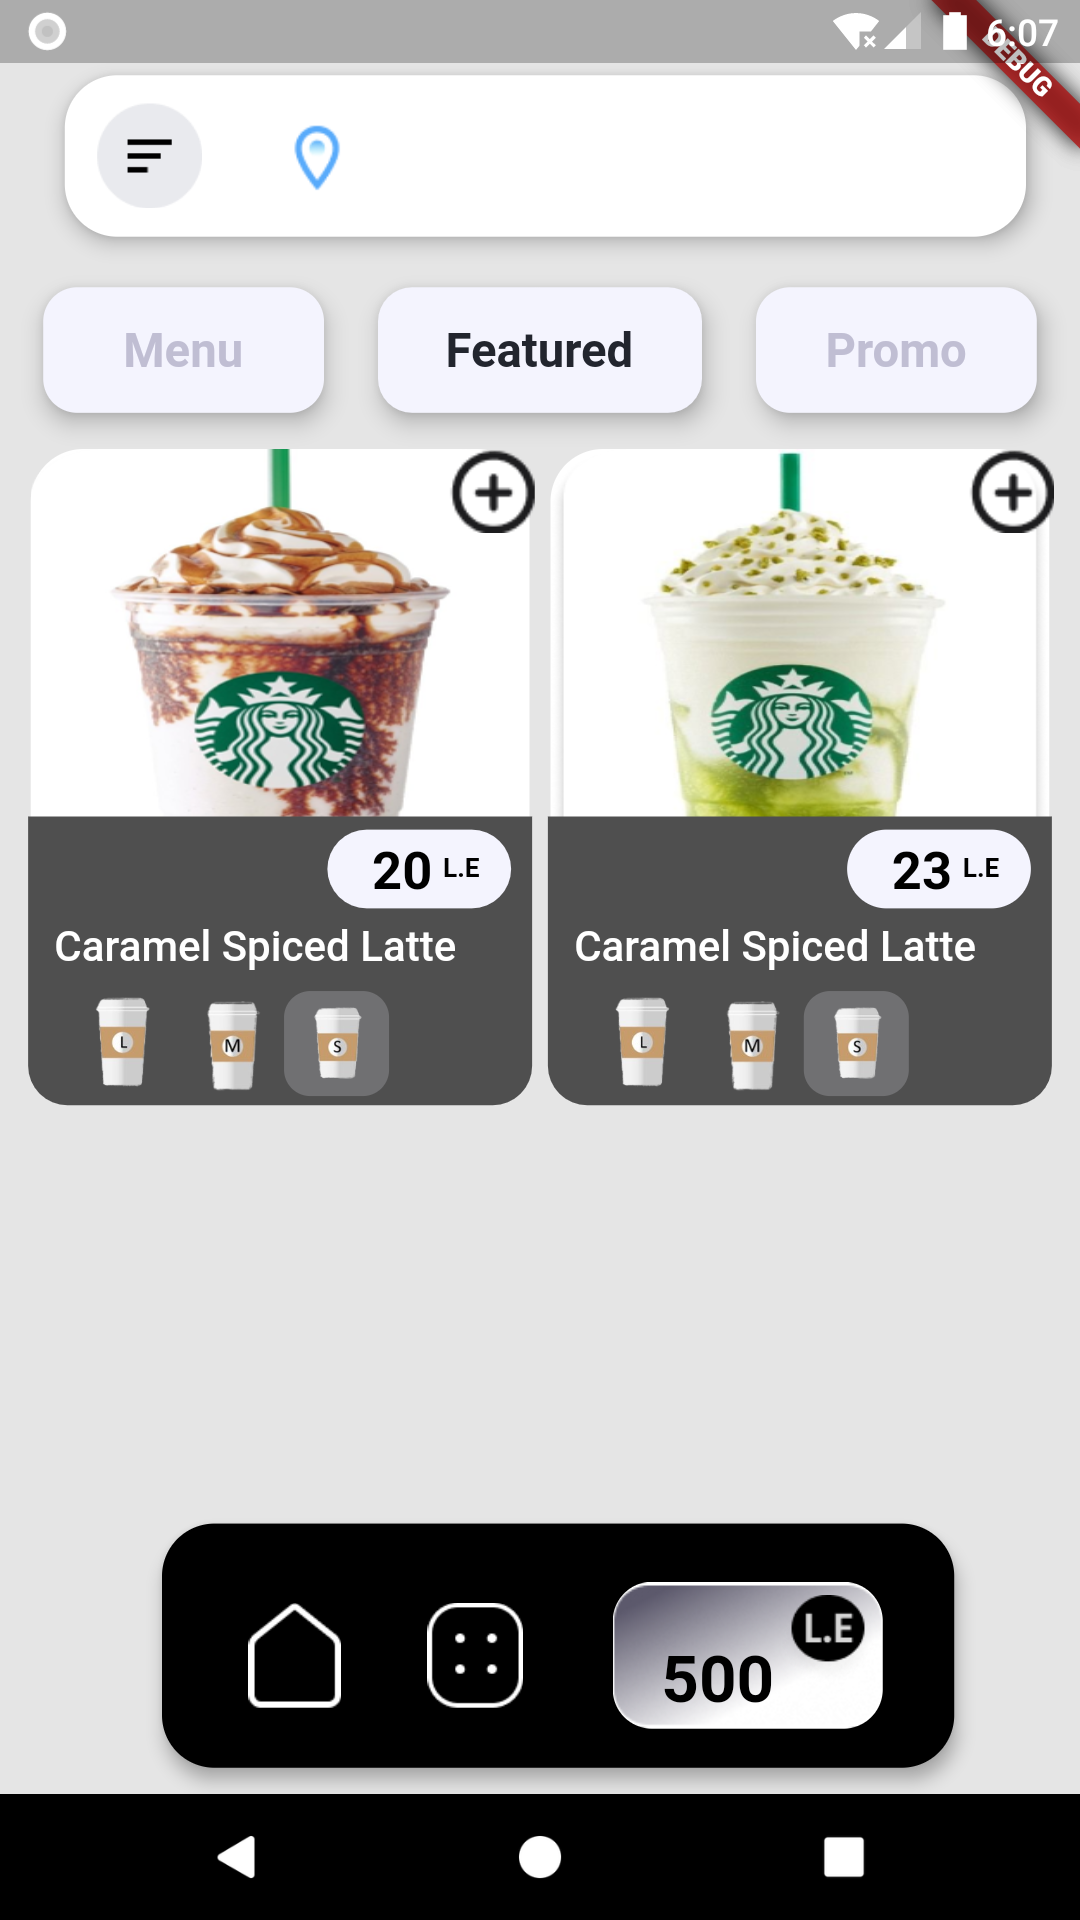 6:07
DEBUG
Menu
Featured
Promo
20 L.E
23 L.E
Caramel Spiced Latte
Caramel Spiced Latte
L
M
S
L
M
S
L.E
500